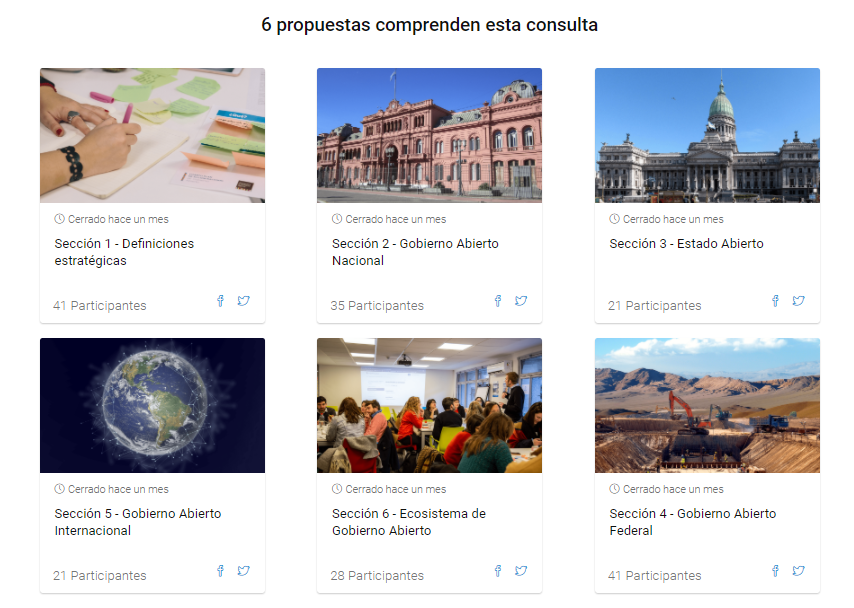 6 propuestas comprenden esta consulta
Cerrado hace un mes
Sección 1 - Definiciones
estratégicas
41 Participantes
Cerrado hace un mes
Sección 2 - Gobierno Abierto
Nacional
35 Participantes
Cerrado hace un mes
Sección 3 - Estado Abierto
21 Participantes
Cerrado hace un mes
Sección 5 - Gobierno Abierto
Internacional
21 Participantes
Cerrado hace un mes
Sección 6 - Ecosistema de
Gobierno Abierto
28 Participantes
Cerrado hace un mes
Sección 4 - Gobierno Abierto
Federal
41 Participantes